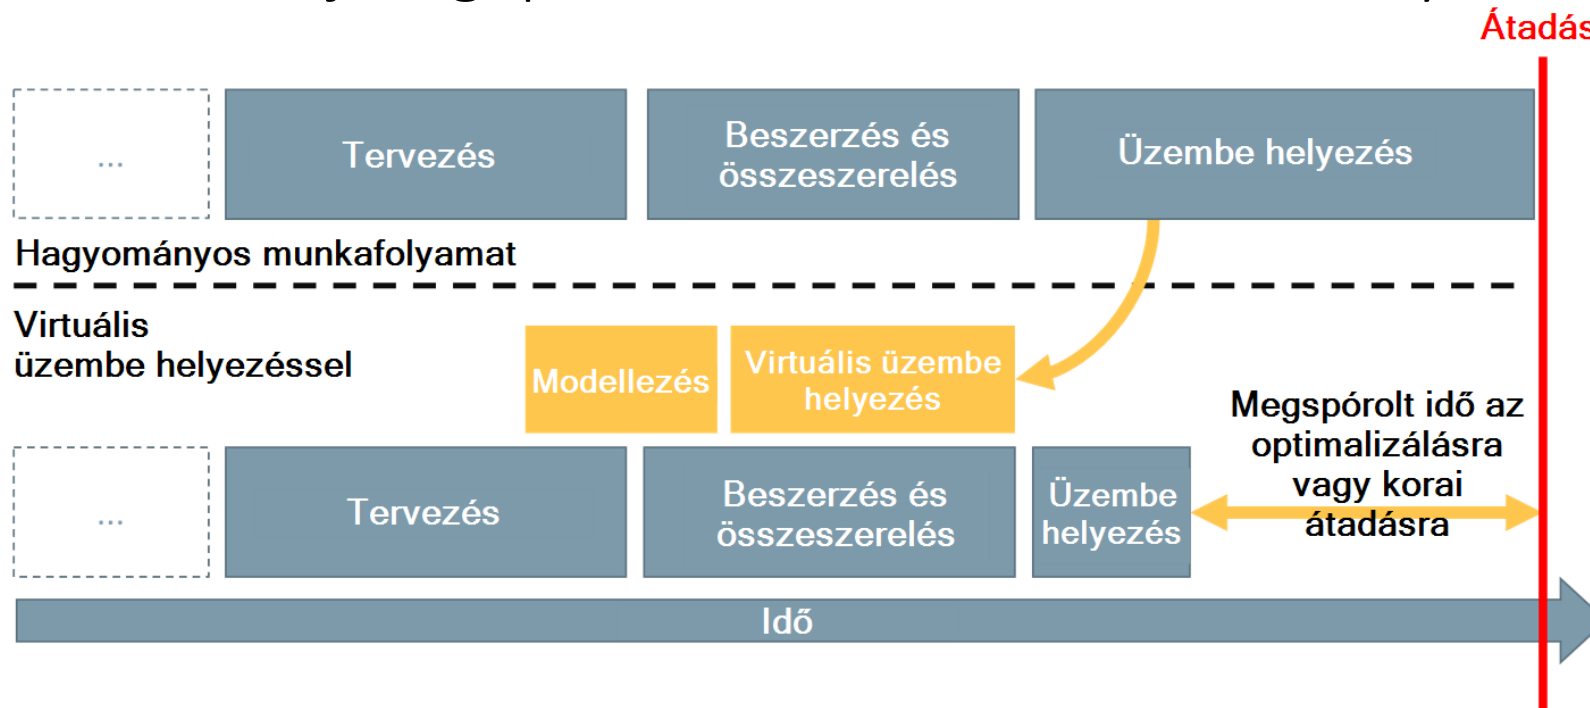 Átadás
...
Tervezés
Beszerzés és
összeszerelés
Üzembe helyezés
Hagyományos munkafolyamat
Virtuális
üzembe helyezéssel
Modellezés
Virtuális üzembe
helyezés
Megspórolt idő az
optimalizálásra
vagy korai
átadásra
...
Tervezés
Beszerzés és
összeszerelés
Üzembe
helyezés
Idő